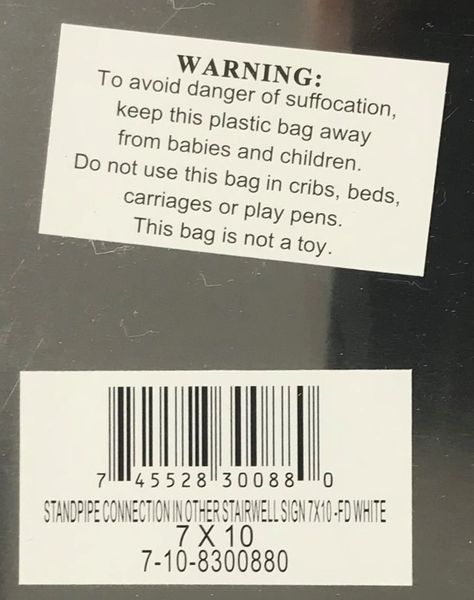 WARNING:
To avoid danger of suffocation,
keep this plastic bag away
from babies and children.
Do not use this bag in cribs, beds,
carriages or play pens.
This bag is not a toy.
7 45528 30088 0
STANDPIPE CONNECTION IN OTHER STAIRWELL SIGN 7X10 -FD WHITE
7 X 10
7-10-8300880